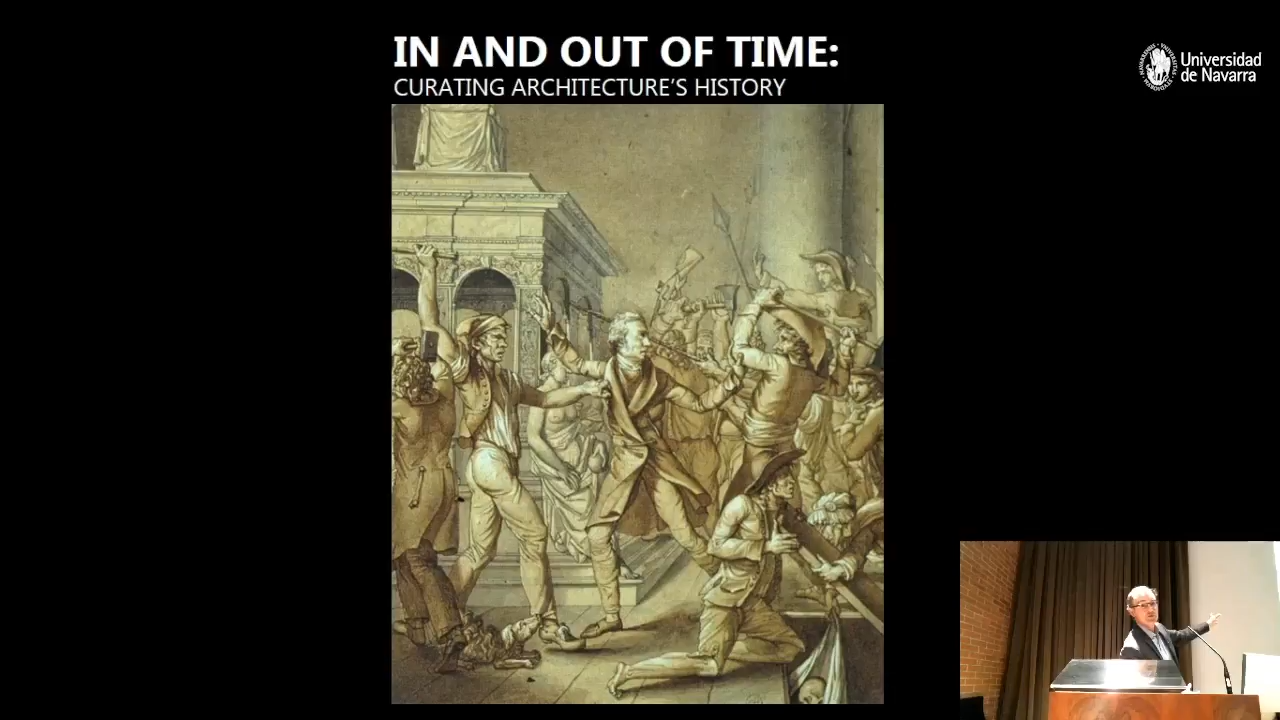 IN AND OUT OF TIME:
CURATING ARCHITECTURE'S HISTORY
Universidad
de Navarra